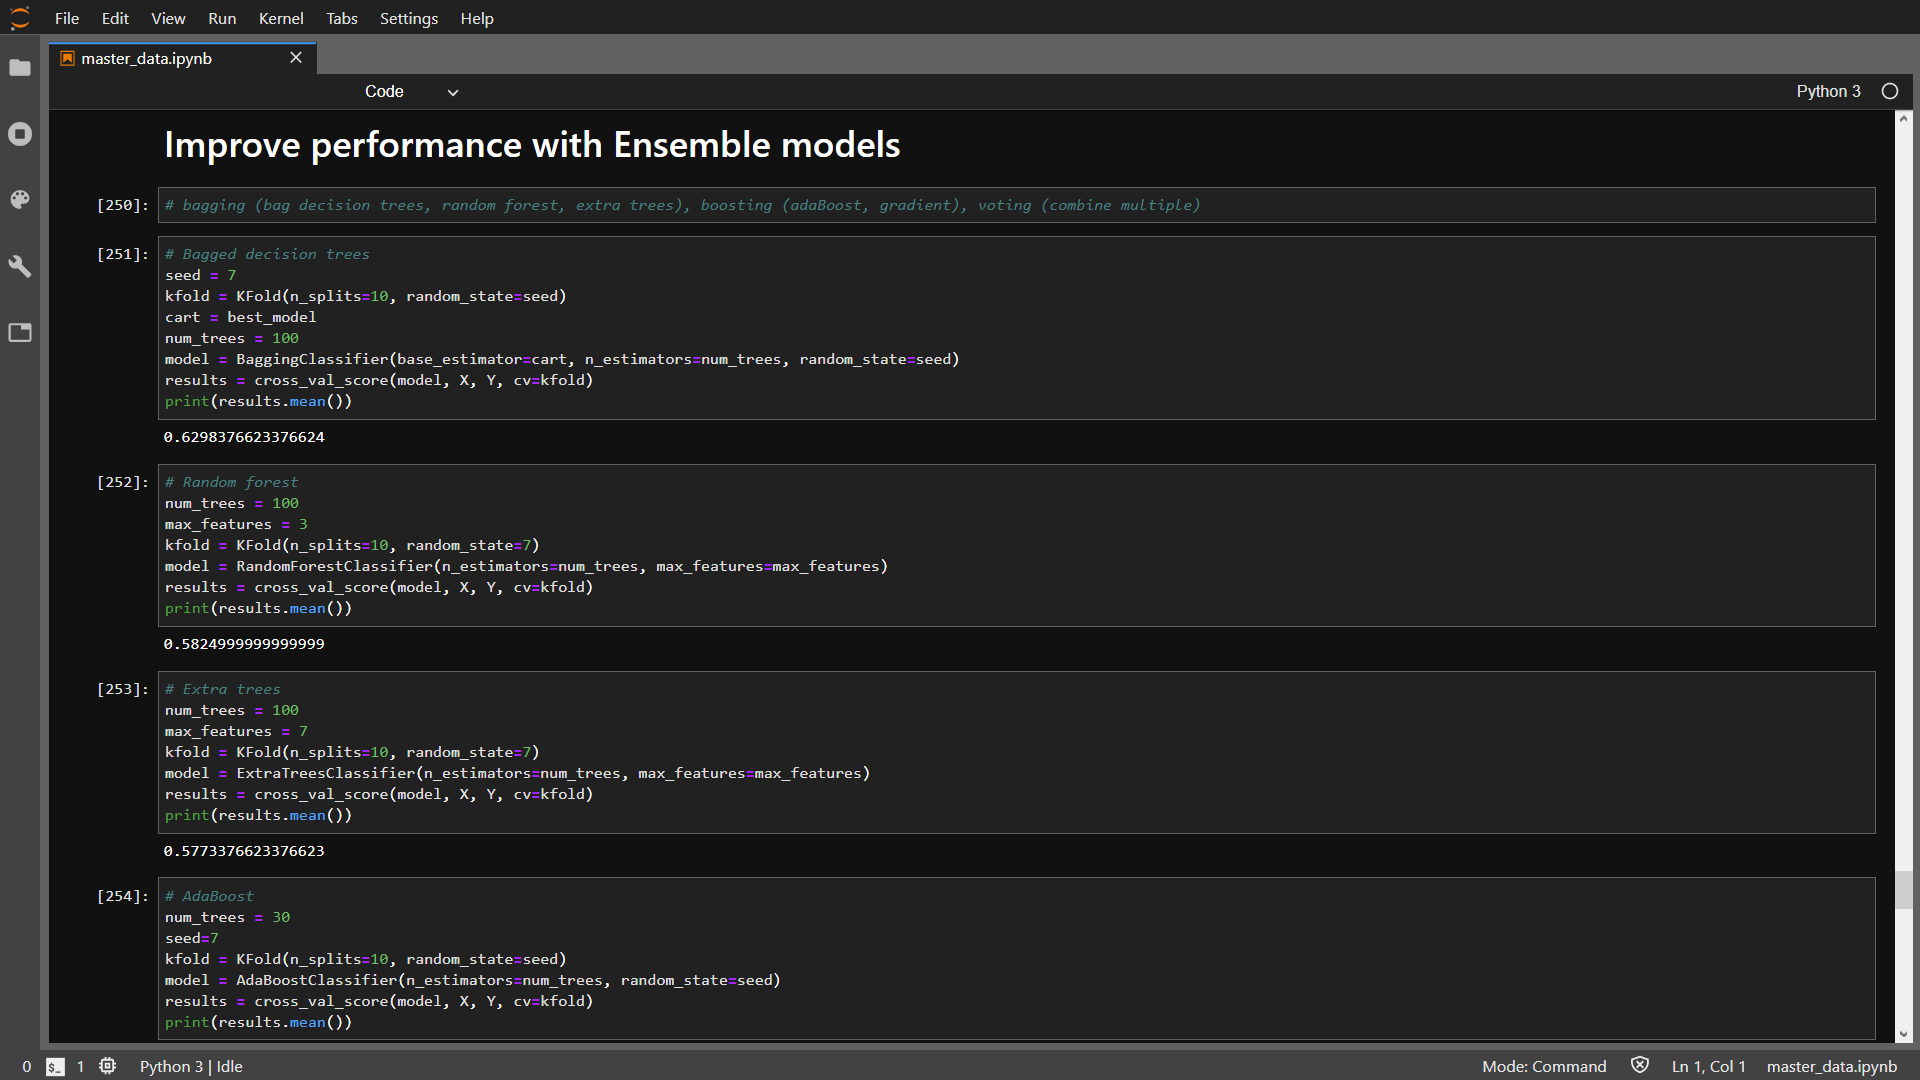 File Edit View Run Kernel Tabs Settings Help
master_data.ipynb
Code Python 3
Improve performance with Ensemble models
[250]: # bagging (bag decision trees, random forest, extra trees), boosting (adaBoost, gradient), voting (combine multiple)
[251]: # Bagged decision trees
seed = 7
kfold = KFold(n_splits=10, random_state=seed)
cart = best_model
num_trees = 100
model = BaggingClassifier(base_estimator=cart, n_estimators=num_trees, random_state=seed)
results = cross_val_score(model, X, Y, cv=kfold)
print(results.mean())
0.6298376623376624
[252]: # Random forest
num_trees = 100
max_features = 3
kfold = KFold(n_splits=10, random_state=7)
model = RandomForestClassifier(n_estimators=num_trees, max_features=max_features)
results = cross_val_score(model, X, Y, cv=kfold)
print(results.mean())
0.5824999999999999
[253]: # Extra trees
num_trees = 100
max_features = 7
kfold = KFold(n_splits=10, random_state=7)
model = ExtraTreesClassifier(n_estimators=num_trees, max_features=max_features)
results = cross_val_score(model, X, Y, cv=kfold)
print(results.mean())
0.5773376623376623
[254]: # AdaBoost
num_trees = 30
seed=7
kfold = KFold(n_splits=10, random_state=seed)
model = AdaBoostClassifier(n_estimators=num_trees, random_state=seed)
results = cross_val_score(model, X, Y, cv=kfold)
print(results.mean())
0 $_ 1 Python 3 | Idle Mode: Command Ln 1, Col 1 master_data.ipynb